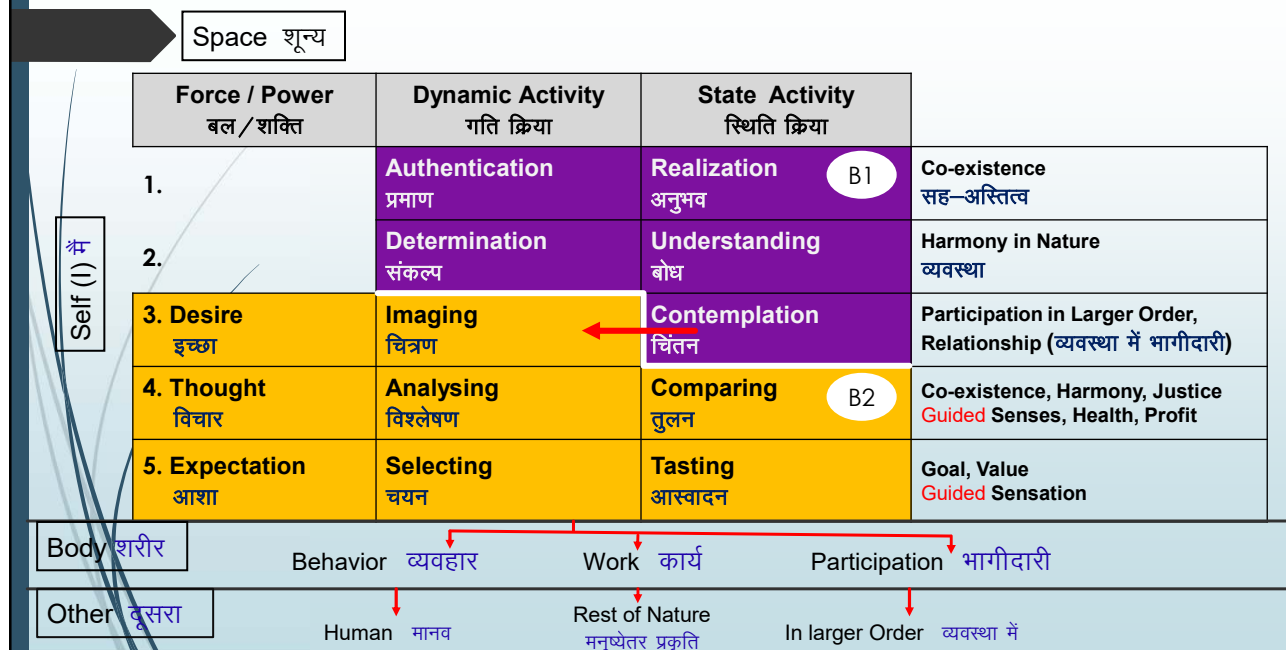 Space शून्य
Force / Power
बल/शक्ति
Dynamic Activity
गति क्रिया
State Activity
स्थिति क्रिया
Self (I) मैं
1.
Authentication
प्रमाण
Realization
अनुभव
B1
Co-existence
सह–अस्तित्व
2.
Determination
संकल्प
Understanding
बोध
Harmony in Nature
व्यवस्था
3. Desire
इच्छा
Imaging
चित्रण
Contemplation
चिंतन
Participation in Larger Order,
Relationship (व्यवस्था में भागीदारी)
4. Thought
विचार
Analysing
विश्लेषण
Comparing
तुलन
B2
Co-existence, Harmony, Justice
Guided Senses, Health, Profit
5. Expectation
आशा
Selecting
चयन
Tasting
आस्वादन
Goal, Value
Guided Sensation
Body शरीर
Behavior व्यवहार
Work कार्य
Participation भागीदारी
Other दूसरा
Human मानव
Rest of Nature
मनुष्येतर प्रकृति
In larger Order व्यवस्था में